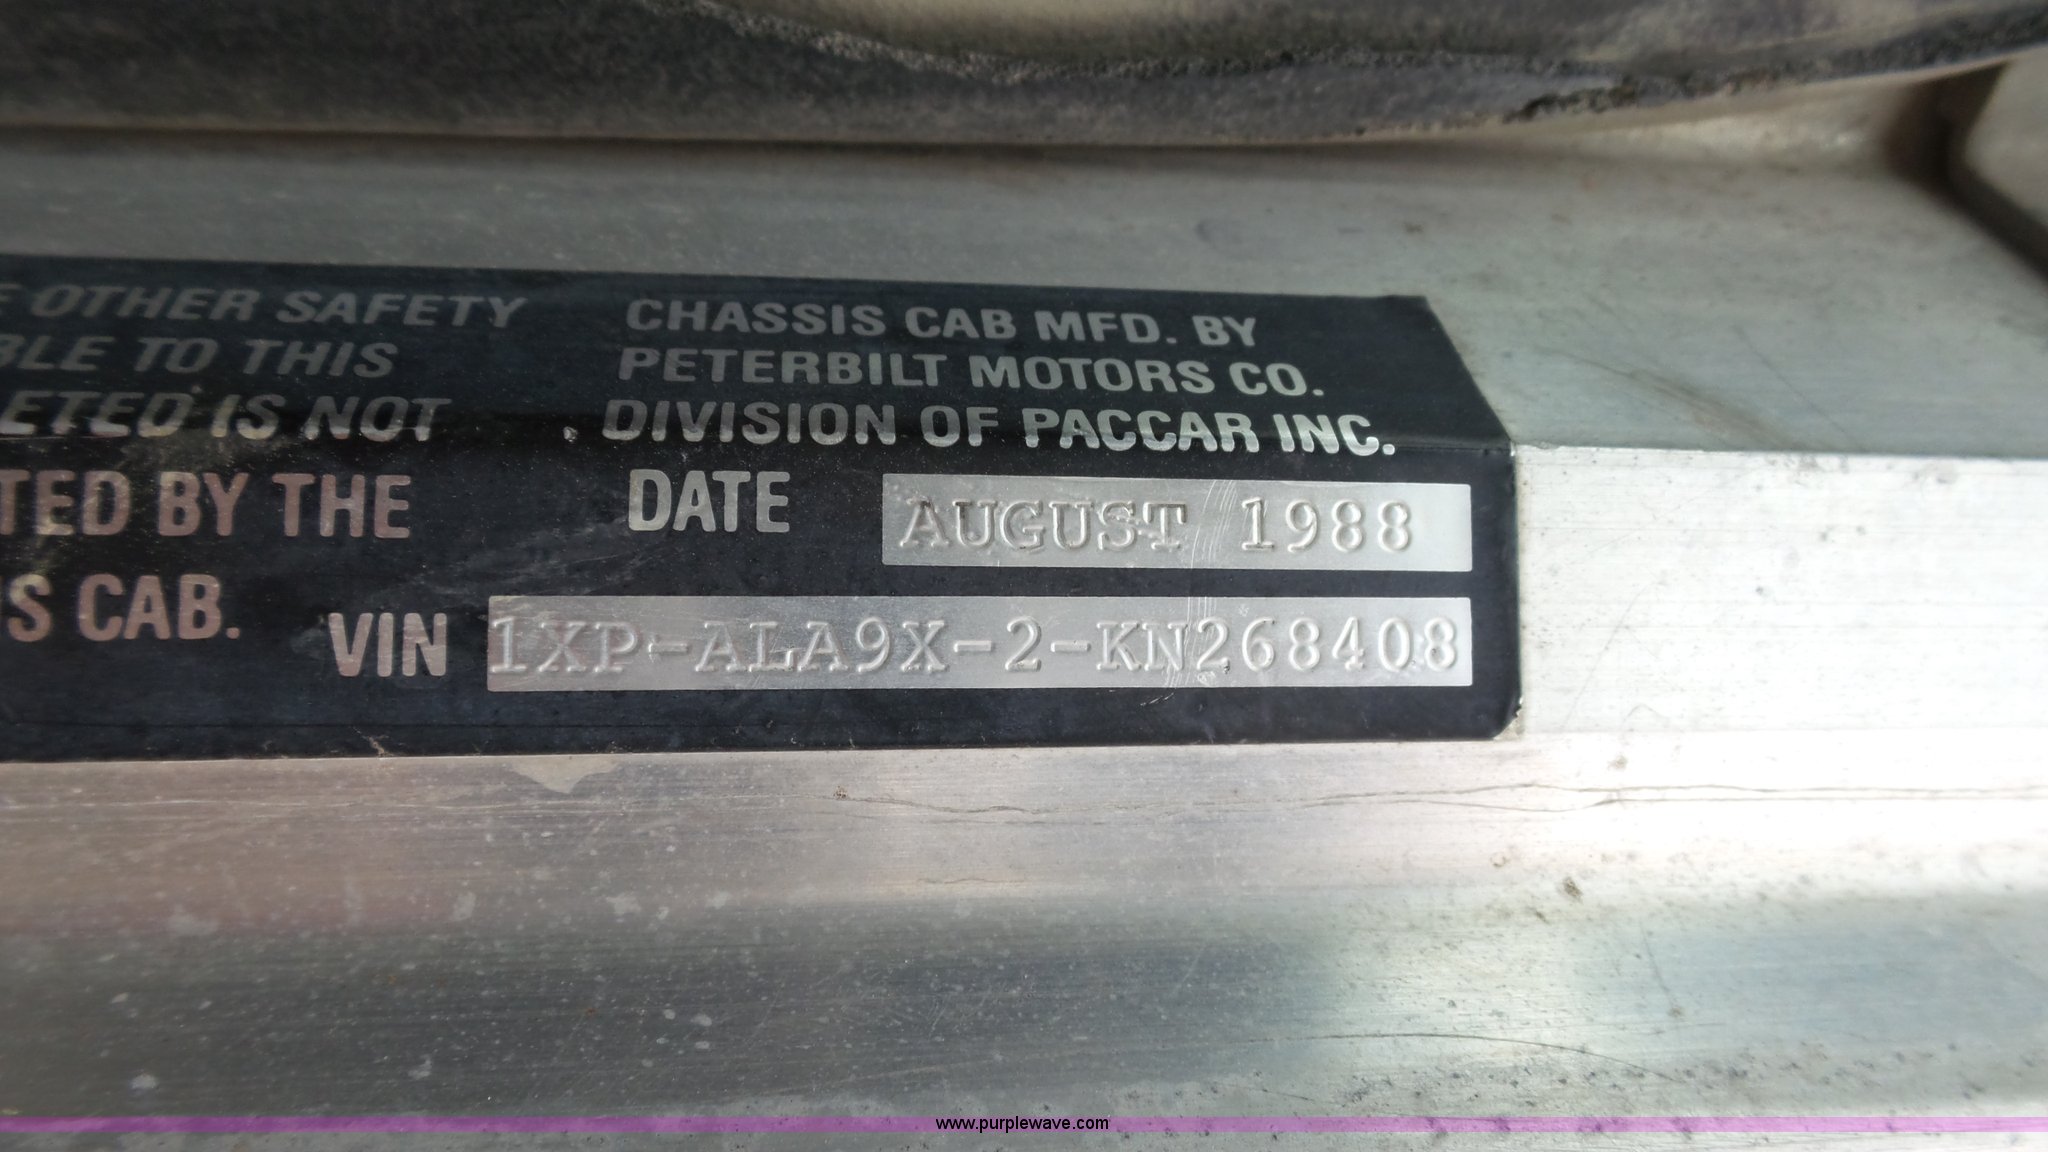 E OTHER SAFETY
BLE TO THIS
ETED IS NOT
TED BY THE
IS CAB.
CHASSIS CAB MFD. BY
PETERBILT MOTORS CO.
DIVISION OF PACCAR INC.
DATE AUGUST 1988
VIN 1XP-ALA9X-2-KN268408
www.purplewave.com